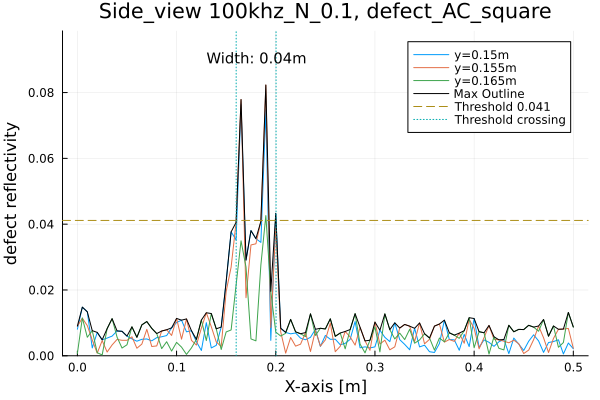 Side_view 100khz_N_0.1, defect_AC_square
Width: 0.04m
y=0.15m
y=0.155m
y=0.165m
Max Outline
Threshold 0.041
Threshold crossing
defect reflectivity
0.08
0.06
0.04
0.02
0.00
0.0 0.1 0.2 0.3 0.4 0.5
X-axis [m]